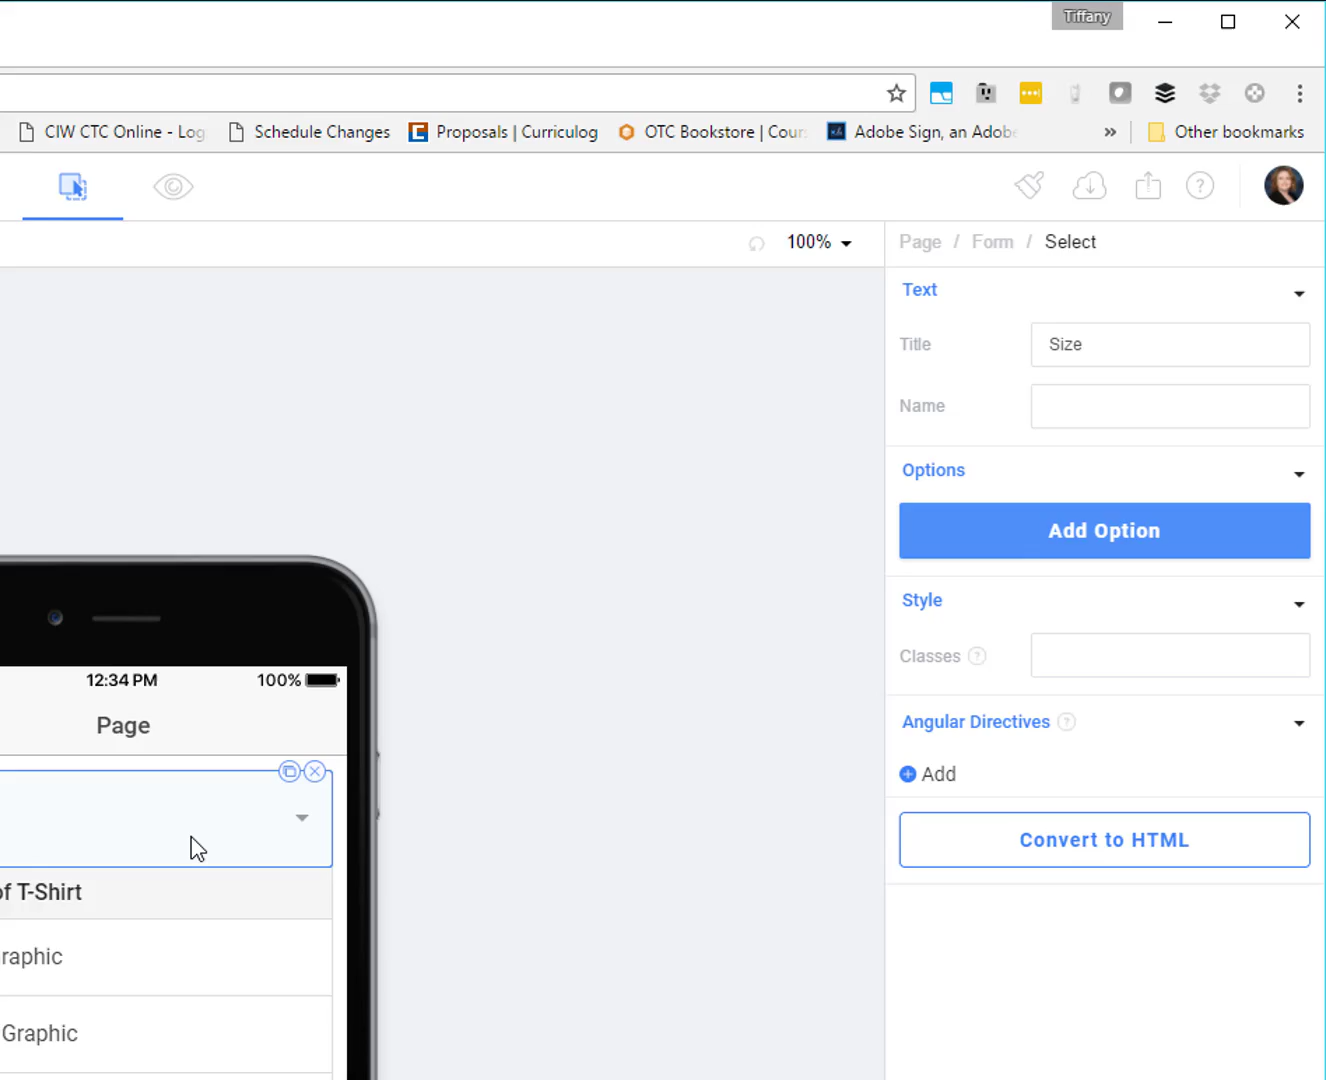 Tiffany
CIW CTC Online - Log
Schedule Changes
Proposals | Curriculog
OTC Bookstore | Cour
Adobe Sign, an Adobe
»
Other bookmarks
100%
Page / Form / Select
Text
Title
Size
Name
Options
Add Option
Style
Classes ?
Angular Directives ?
Add
Convert to HTML
12:34 PM
100%
Page
of T-Shirt
raphic
Graphic